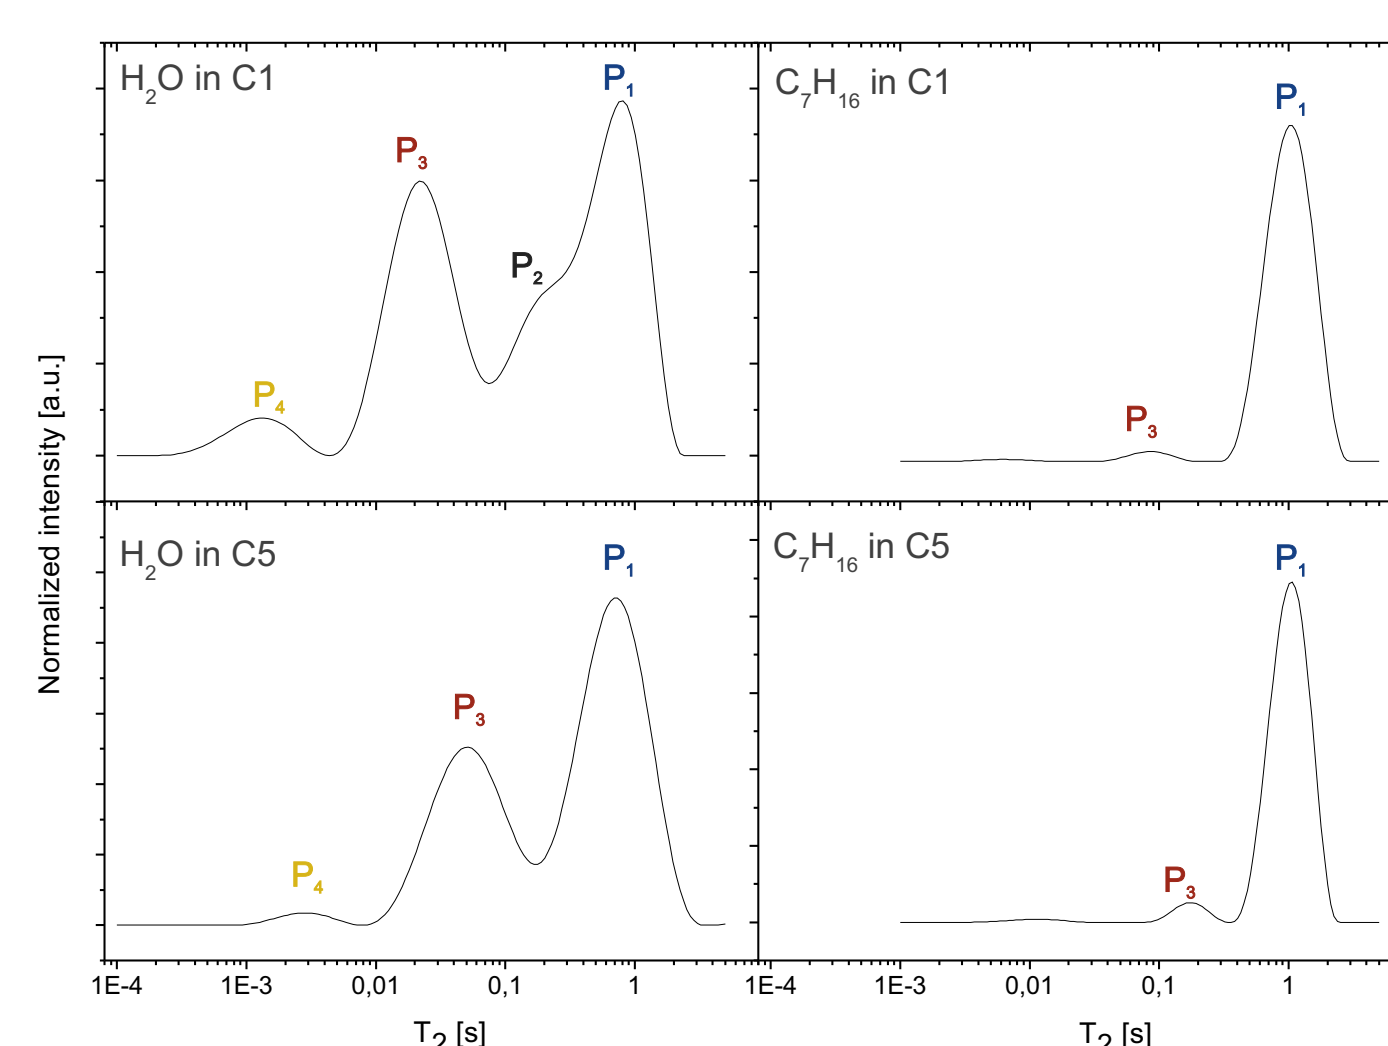 H2O in C1
P1
P3
P2
P4
C7H16 in C1
P1
P3
H2O in C5
P1
P3
P4
C7H16 in C5
P1
P3
Normalized intensity [a.u.]
1E-4 1E-3 0,01 0,1 1
1E-4 1E-3 0,01 0,1 1
T2 [s]
T2 [s]